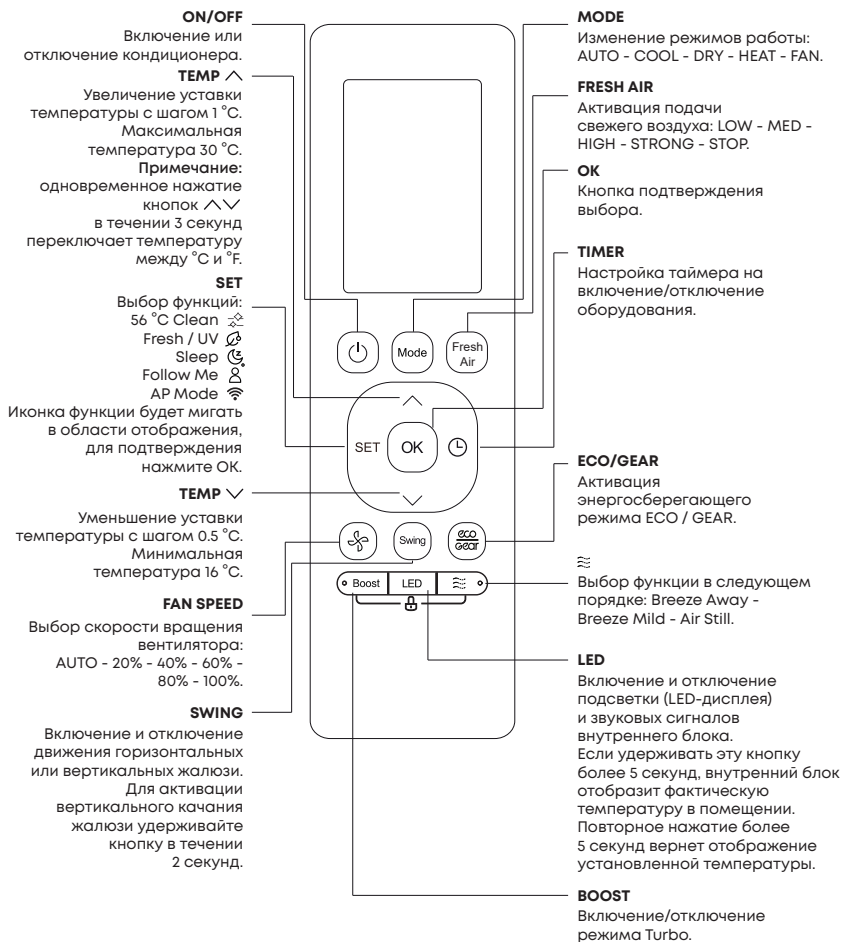 ON/OFF
Включение или
отключение кондиционера.
TEMP
Увеличение уставки
температуры с шагом 1 °C.
Максимальная
температура 30 °C.
Примечание:
одновременное нажатие
кнопок
в течении 3 секунд
переключает температуру
между °C и °F.
SET
Выбор функций:
56 °C Clean
Fresh / UV
Sleep
Follow Me
AP Mode
Иконка функции будет мигать
в области отображения,
для подтверждения
нажмите OK.
TEMP
Уменьшение уставки
температуры с шагом 0.5 °C.
Минимальная
температура 16 °C.
FAN SPEED
Выбор скорости вращения
вентилятора:
AUTO - 20% - 40% - 60% -
80% - 100%.
SWING
Включение и отключение
движения горизонтальных
или вертикальных жалюзи.
Для активации
вертикального качания
жалюзи удерживайте
кнопку в течении
2 секунд.
Mode
Fresh
Air
SET
OK
Swing
eco
gear
Boost
LED
MODE
Изменение режимов работы:
AUTO - COOL - DRY - HEAT - FAN.
FRESH AIR
Активация подачи
свежего воздуха: LOW - MED -
HIGH - STRONG - STOP.
OK
Кнопка подтверждения
выбора.
TIMER
Настройка таймера на
включение/отключение
оборудования.
ECO/GEAR
Активация
энергосберегающего
режима ECO / GEAR.
Выбор функции в следующем
порядке: Breeze Away -
Breeze Mild - Air Still.
LED
Включение и отключение
подсветки (LED-дисплея)
и звуковых сигналов
внутреннего блока.
Если удерживать эту кнопку
более 5 секунд, внутренний блок
отобразит фактическую
температуру в помещении.
Повторное нажатие более
5 секунд вернет отображение
установленной температуры.
BOOST
Включение/отключение
режима Turbo.